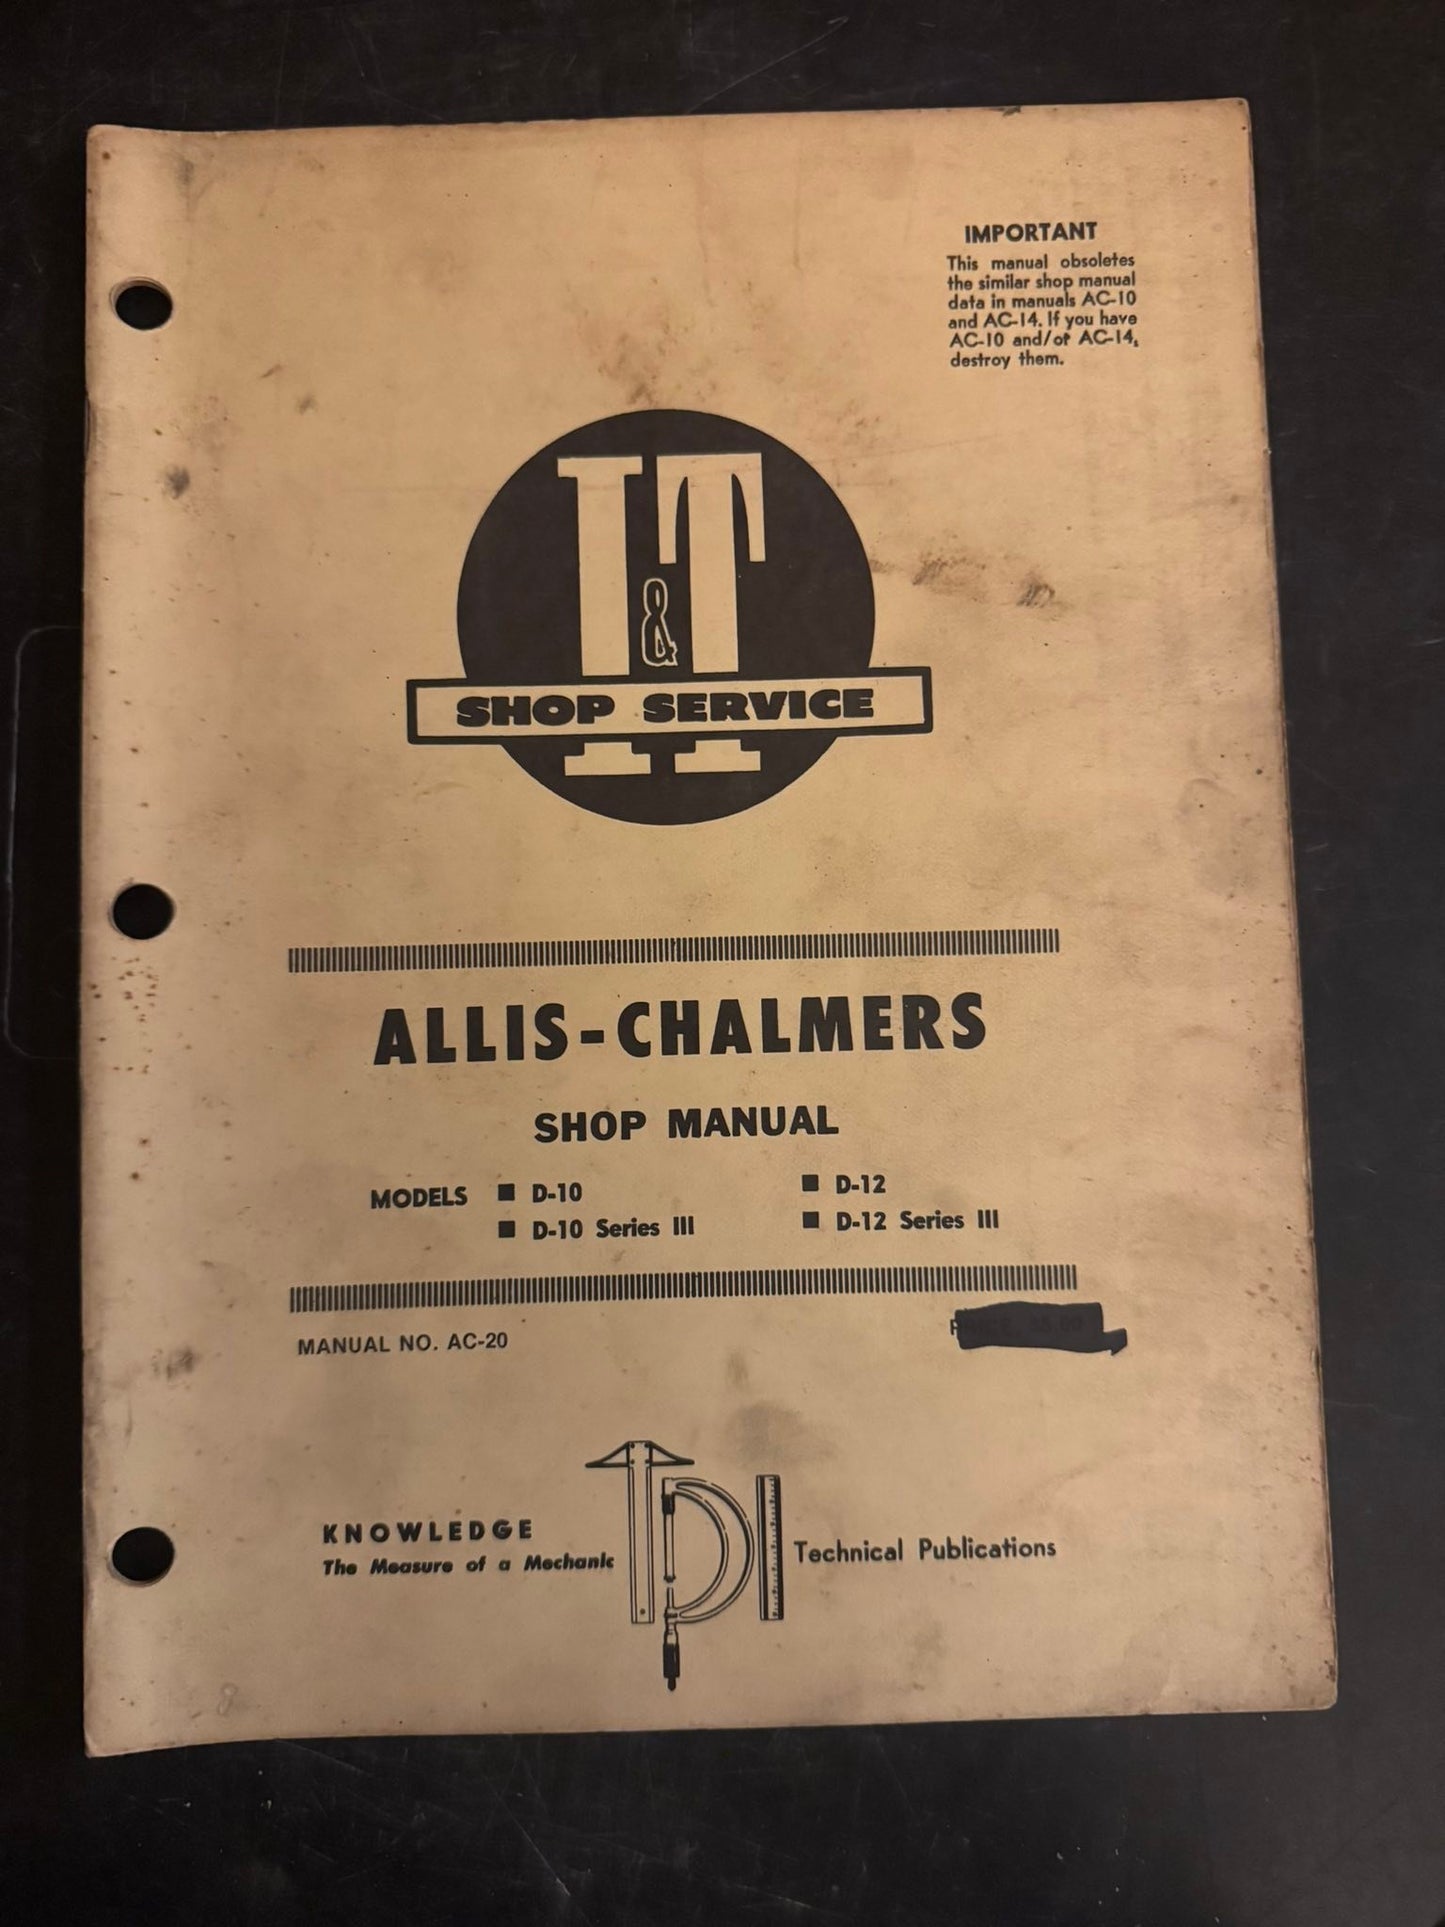 IMPORTANT
This manual obsoletes
the similar shop manual
data in manuals AC-10
and AC-14. If you have
AC-10 and/or AC-14,
destroy them.
I&T
SHOP SERVICE
ALLIS-CHALMERS
SHOP MANUAL
MODELS ■ D-10 ■ D-12
■ D-10 Series III ■ D-12 Series III
MANUAL NO. AC-20
KNOWLEDGE
The Measure of a Mechanic
Technical Publications
8